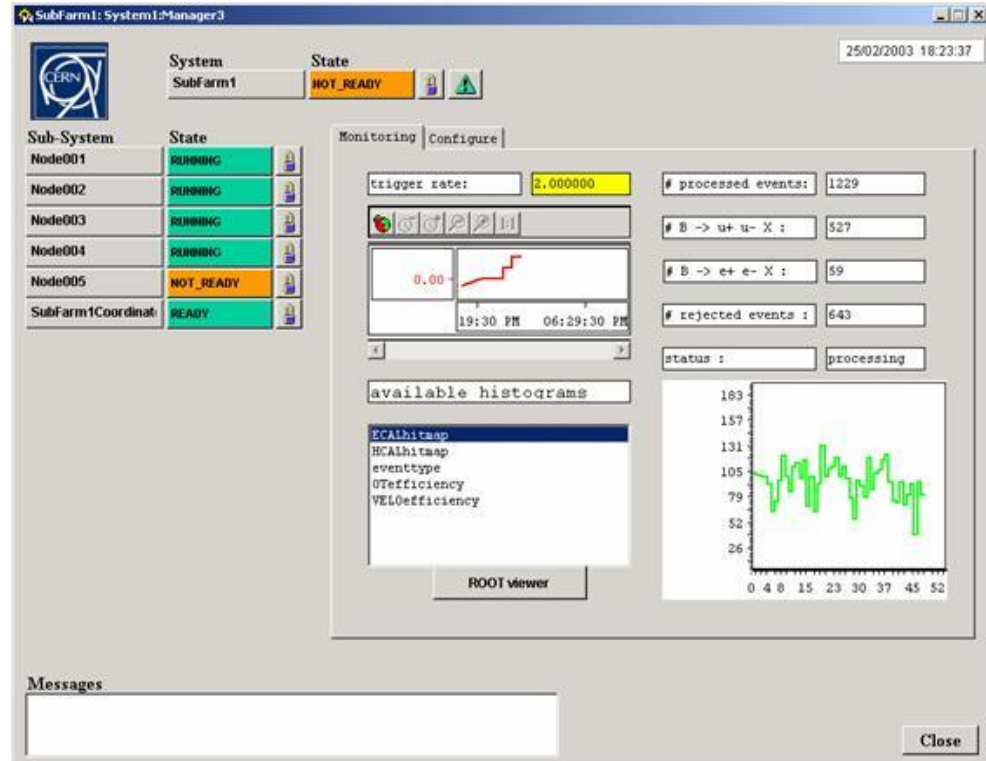 SubFarm1: System1:Manager3
25/02/2003 18:23:37
CERN
System State
SubFarm1 NOT_READY
Sub-System State
Node001 RUNNING
Node002 RUNNING
Node003 RUNNING
Node004 RUNNING
Node005 NOT_READY
SubFarm1Coordinat READY
Monitoring Configure
trigger rate: 2.000000
# processed events: 1229
1:1
# B -> u+ u- X : 527
0.00
# B -> e+ e- X : 59
19:30 PM 06:29:30 PM
# rejected events : 643
status : processing
available histograms
ECALhitmap
HCALhitmap
eventtype
OTefficiency
VELOefficiency
ROOT viewer
183
157
131
105
79
52
26
0 4 8 15 23 30 37 45 52
Messages
Close